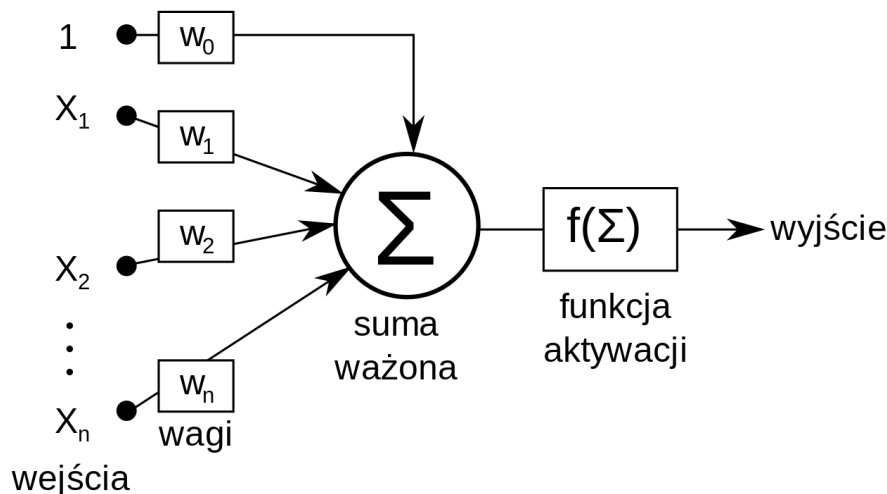 1
w0
X1
w1
X2
w2
Xn
wn
wejścia
wagi
Σ
suma
ważona
f(Σ)
funkcja
aktywacji
wyjście